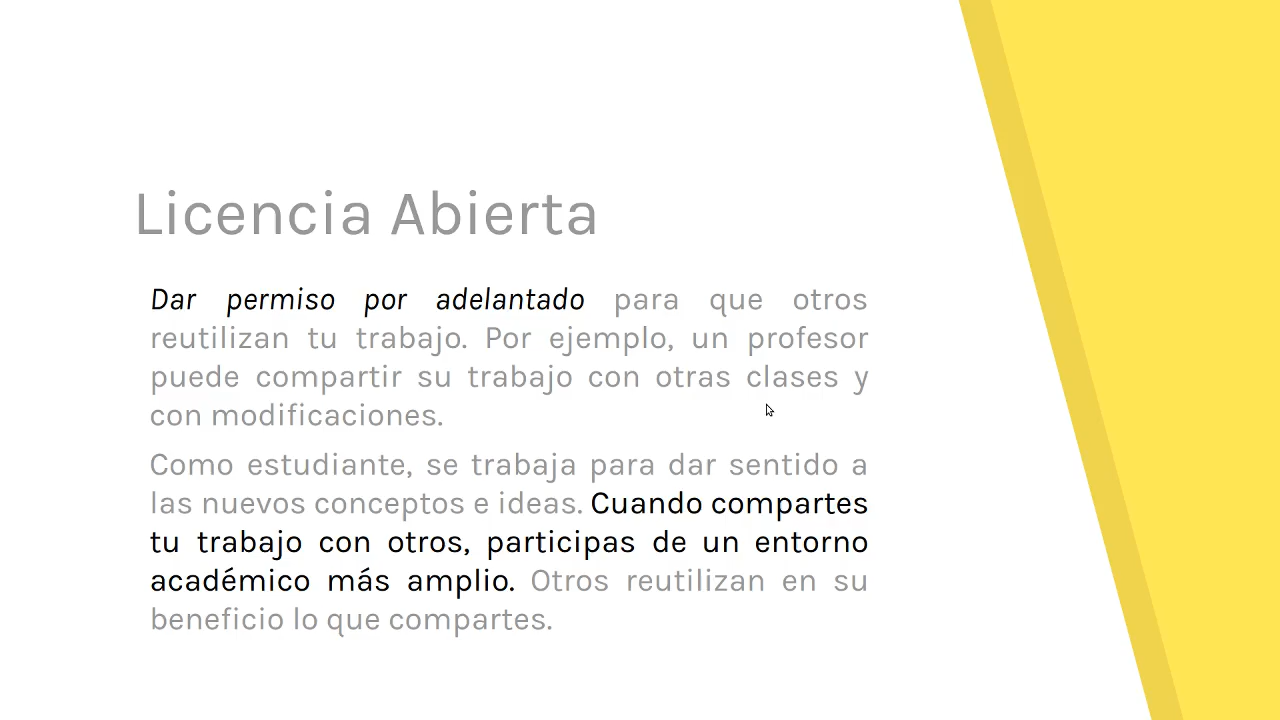 Licencia Abierta
Dar permiso por adelantado para que otros
reutilizan tu trabajo. Por ejemplo, un profesor
puede compartir su trabajo con otras clases y
con modificaciones.
Como estudiante, se trabaja para dar sentido a
las nuevos conceptos e ideas. Cuando compartes
tu trabajo con otros, participas de un entorno
académico más amplio. Otros reutilizan en su
beneficio lo que compartes.